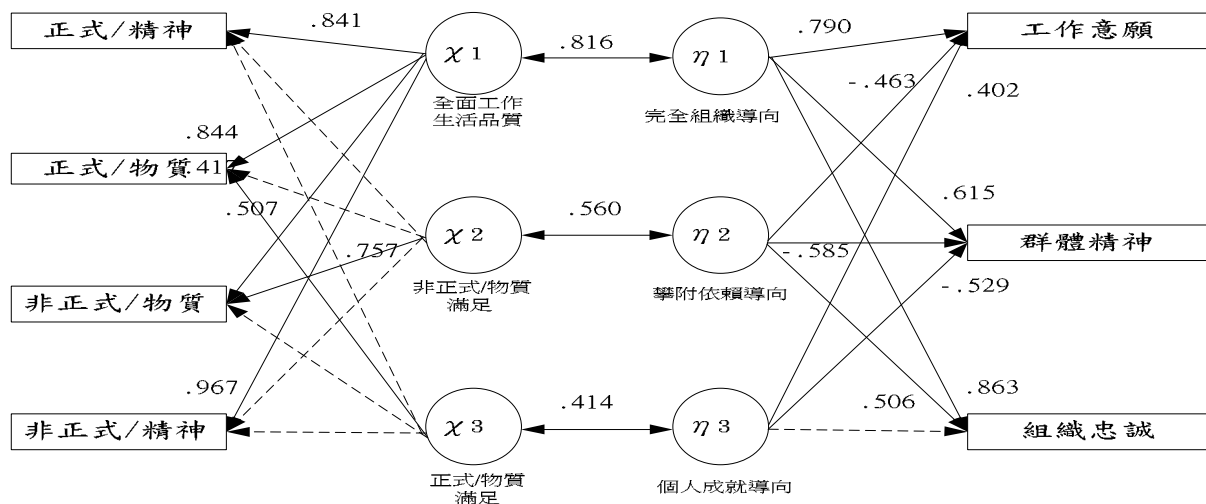 正式/精神
.841
χ1
.816
η1
.790
工作意願
全面工作
生活品質
完全組織導向
-.463
.402
.844
正式/物質
.41
.507
.757
χ2
.560
η2
-.585
.615
群體精神
非正式/物質
滿足
攀附依賴導向
-.529
非正式/物質
.967
χ3
.414
η3
.506
.863
非正式/精神
組織忠誠
正式/物質
滿足
個人成就導向